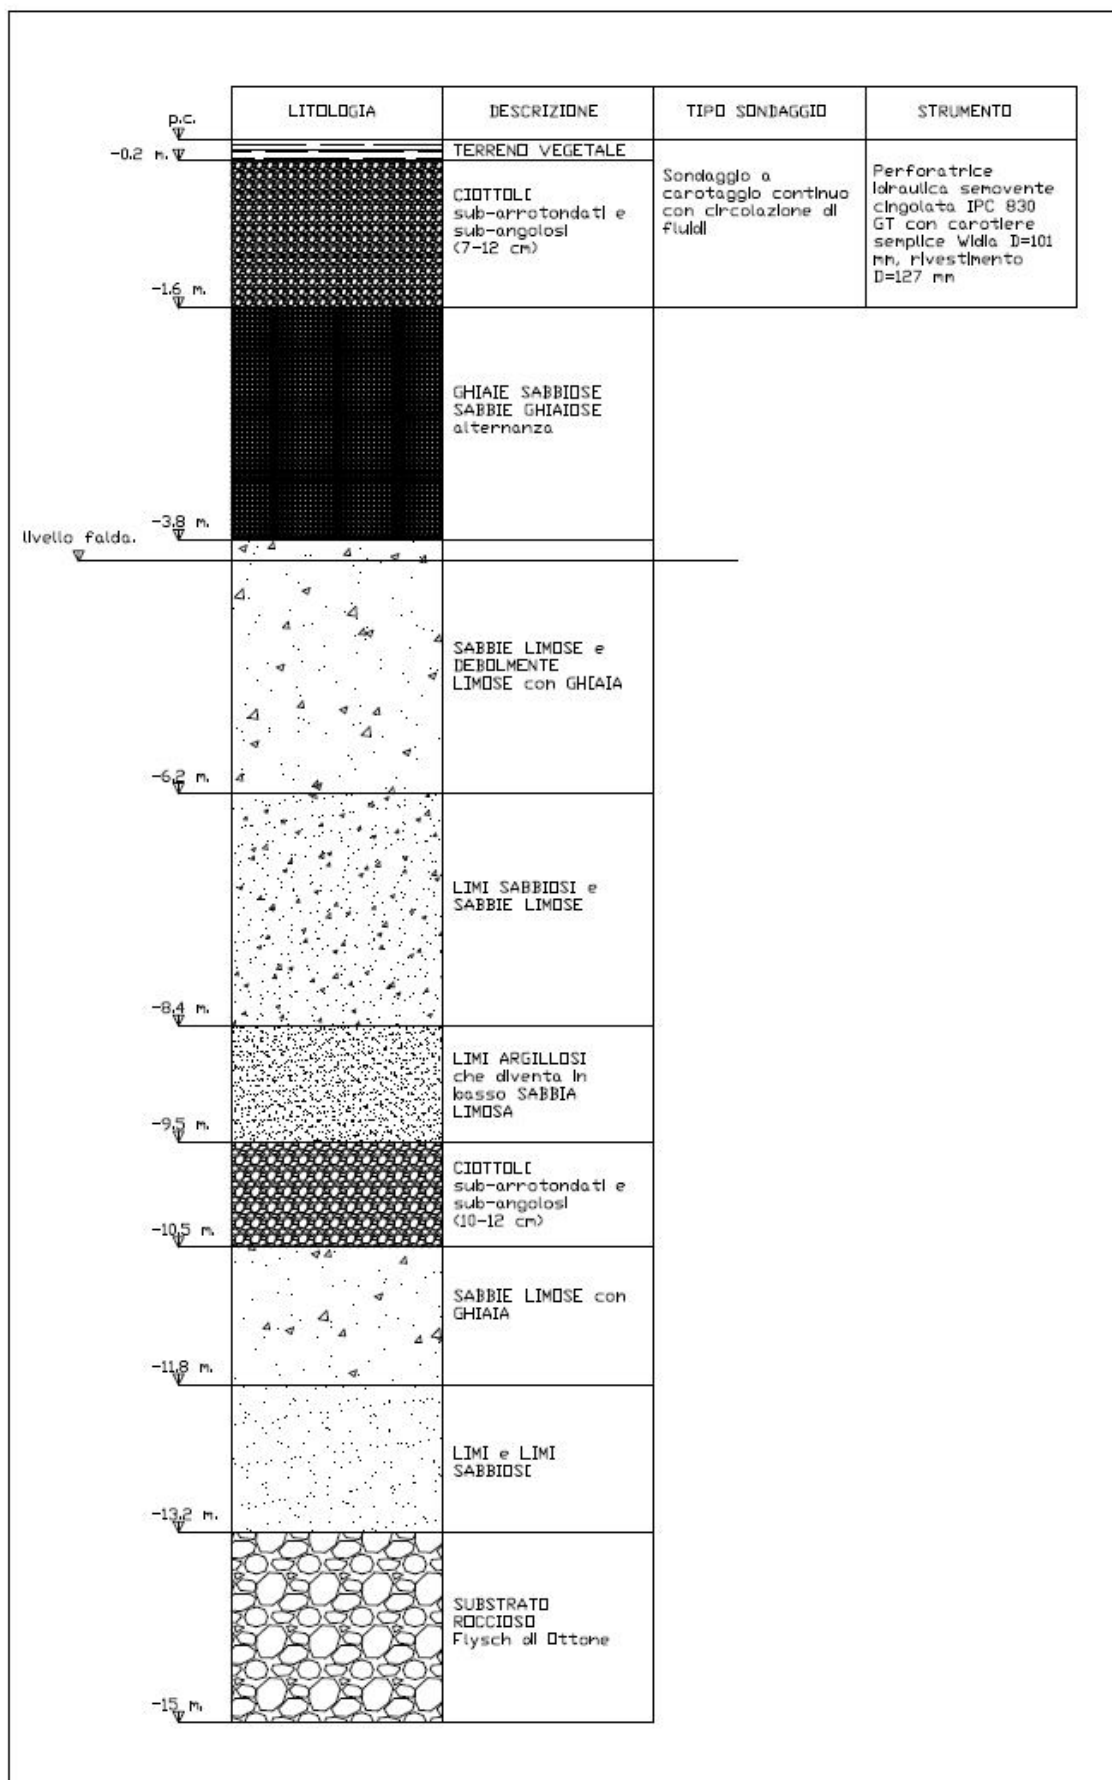 LITOLOGIA
DESCRIZIONE
TIPO SONDAGGIO
STRUMENTO
p.c.
-0.2 m.
TERRENO VEGETALE
CIOTTOLI
sub-arrotondati e
sub-angolosi
(7-12 cm)
Sondaggio a
carotaggio continuo
con circolazione di
fluidi
Perforatrice
idraulica semovente
cingolata IPC 830
GT con carotiere
semplice Widia D=101
mm, rivestimento
D=127 mm
-1.6 m.
GHIAIE SABBIOSE
SABBIE GHIAIOSE
alternanza
-3.8 m.
livello falda.
SABBIE LIMOSE e
DEBOLMENTE
LIMOSE con GHIAIA
-6.2 m.
LIMI SABBIOSI e
SABBIE LIMOSE
-8.4 m.
LIMI ARGILLOSI
che diventa in
basso SABBIA
LIMOSA
-9.5 m.
CIOTTOLI
sub-arrotondati e
sub-angolosi
(10-12 cm)
-10.5 m.
SABBIE LIMOSE con
GHIAIA
-11.8 m.
LIMI e LIMI
SABBIOSI
-13.2 m.
SUBSTRATO
ROCCIOSO
Flysch di Ottone
-15 m.